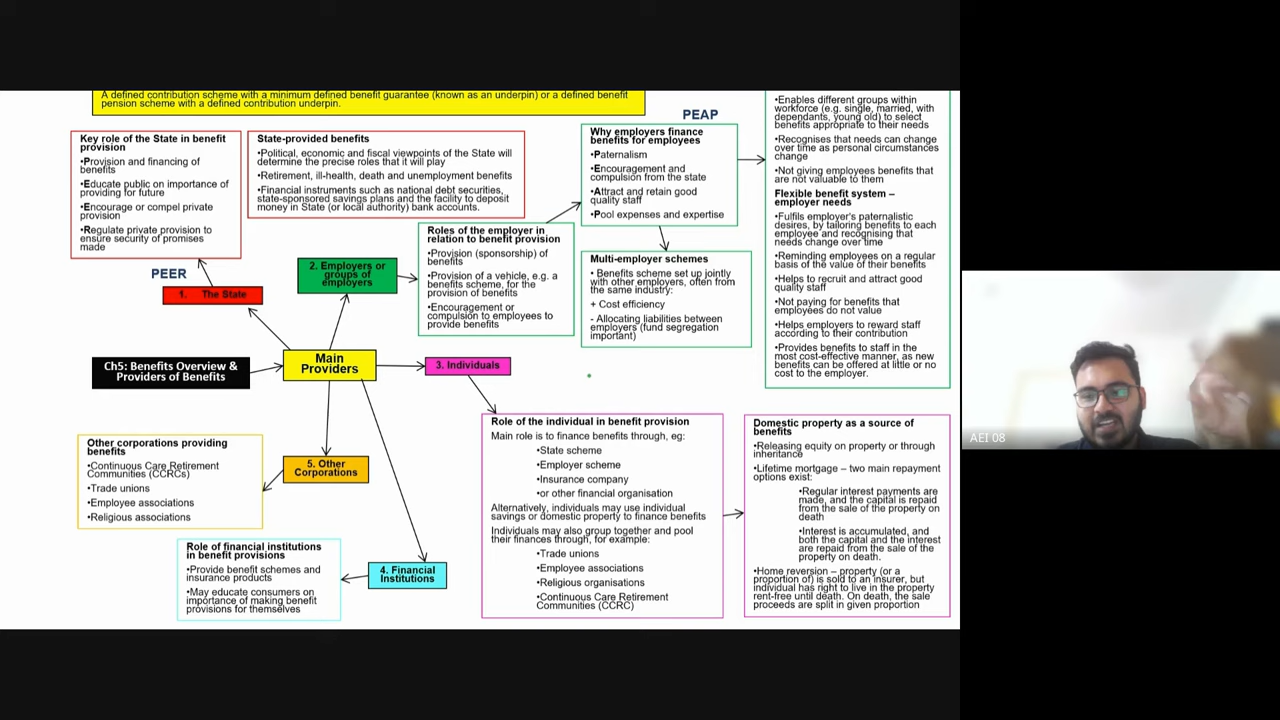 A defined contribution scheme with a minimum defined benefit guarantee (known as an underpin) or a defined benefit
pension scheme with a defined contribution underpin.
PEAP
Key role of the State in benefit
provision
•Provision and financing of
benefits
•Educate public on importance of
providing for future
•Encourage or compel private
provision
•Regulate private provision to
ensure security of promises
made
State-provided benefits
•Political, economic and fiscal viewpoints of the State will
determine the precise roles that it will play
•Retirement, ill-health, death and unemployment benefits
•Financial instruments such as national debt securities,
state-sponsored savings plans and the facility to deposit
money in State (or local authority) bank accounts.
Why employers finance
benefits for employees
•Paternalism
•Encouragement and
compulsion from the state
•Attract and retain good
quality staff
•Pool expenses and expertise
•Enables different groups within
workforce (e.g. single, married, with
dependants, young old) to select
benefits appropriate to their needs
•Recognises that needs can change
over time as personal circumstances
change
•Not giving employees benefits that
are not valuable to them
Flexible benefit system –
employer needs
•Fulfils employer's paternalistic
desires, by tailoring benefits to each
employee and recognising that
needs change over time
•Reminding employees on a regular
basis of the value of their benefits
•Helps to recruit and attract good
quality staff
•Not paying for benefits that
employees do not value
•Helps employers to reward staff
according to their contribution
•Provides benefits to staff in the
most cost-effective manner, as new
benefits can be offered at little or no
cost to the employer.
PEER
1. The State
2. Employers or
groups of
employers
Roles of the employer in
relation to benefit provision
•Provision (sponsorship) of
benefits
•Provision of a vehicle, e.g. a
benefits scheme, for the
provision of benefits
•Encouragement or
compulsion to employees to
provide benefits
Multi-employer schemes
• Benefits scheme set up jointly
with other employers, often from
the same industry:
+ Cost efficiency
- Allocating liabilities between
employers (fund segregation
important)
Ch5: Benefits Overview &
Providers of Benefits
Main
Providers
3. Individuals
Other corporations providing
benefits
•Continuous Care Retirement
Communities (CCRCs)
•Trade unions
•Employee associations
•Religious associations
5. Other
Corporations
Role of financial institutions
in benefit provisions
•Provide benefit schemes and
insurance products
•May educate consumers on
importance of making benefit
provisions for themselves
4. Financial
Institutions
Role of the individual in benefit provision
Main role is to finance benefits through, eg:
•State scheme
•Employer scheme
•Insurance company
•or other financial organisation
Alternatively, individuals may use individual
savings or domestic property to finance benefits
Individuals may also group together and pool
their finances through, for example:
•Trade unions
•Employee associations
•Religious organisations
•Continuous Care Retirement
Communities (CCRC)
Domestic property as a source of
benefits
•Releasing equity on property or through
inheritance
•Lifetime mortgage – two main repayment
options exist:
•Regular interest payments are
made, and the capital is repaid
from the sale of the property on
death
•Interest is accumulated, and
both the capital and the interest
are repaid from the sale of the
property on death.
•Home reversion – property (or a
proportion of) is sold to an insurer, but
individual has right to live in the property
rent-free until death. On death, the sale
proceeds are split in given proportion
AEI 08